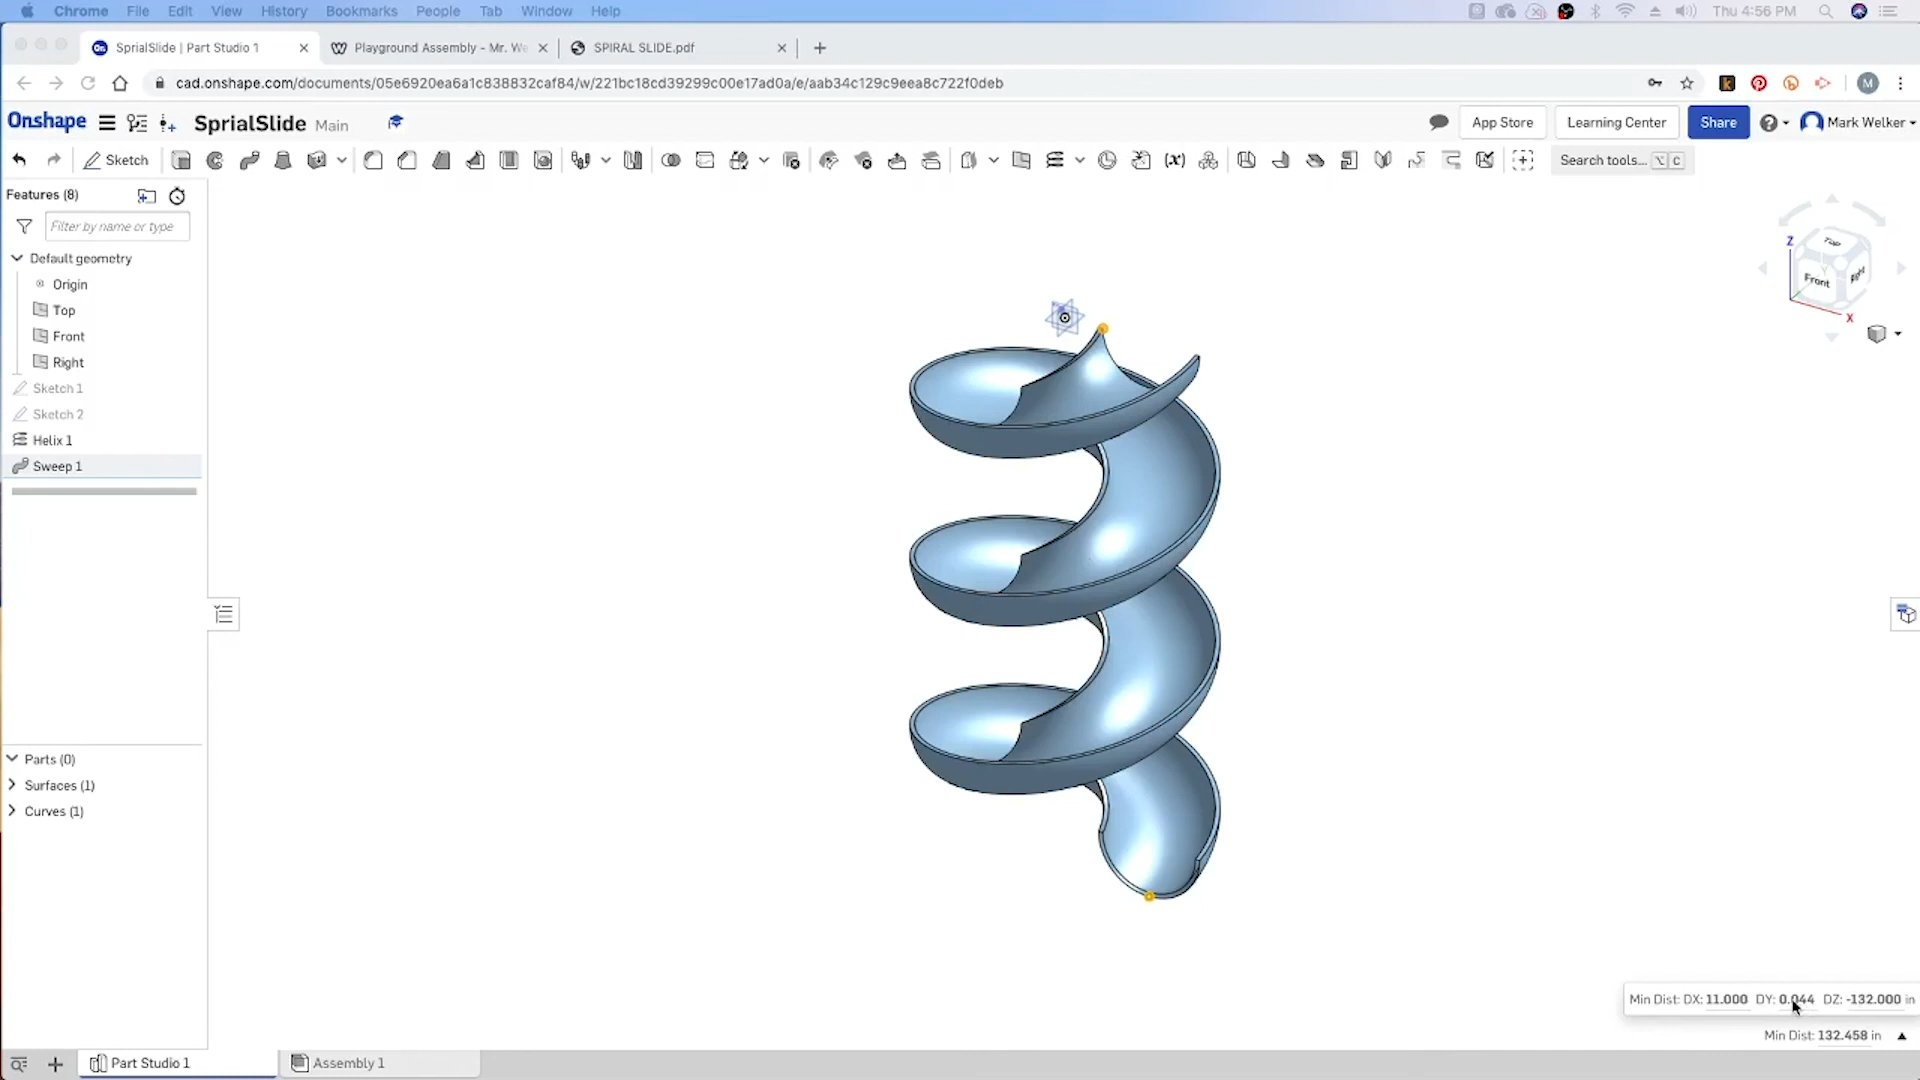 Chrome File Edit View History Bookmarks People Tab Window Help Thu 4:56 PM
SprialSlide | Part Studio 1 Playground Assembly - Mr. We SPIRAL SLIDE.pdf
cad.onshape.com/documents/05e6920ea6a1c838832caf84/w/221bc18cd39299c00e17ad0a/e/aab34c129c9eea8c722f0deb M
Onshape SprialSlide Main App Store Learning Center Share Mark Welker
Sketch Search tools... ⌥ C
Features (8)
Filter by name or type
Default geometry
Origin
Top
Front
Right
Sketch 1
Sketch 2
Helix 1
Sweep 1
Parts (0)
Surfaces (1)
Curves (1)
Z
Top
Front
Right
X
Min Dist: DX: 11.000 DY: 0.044 DZ: -132.000 in
Min Dist: 132.458 in
Part Studio 1 Assembly 1